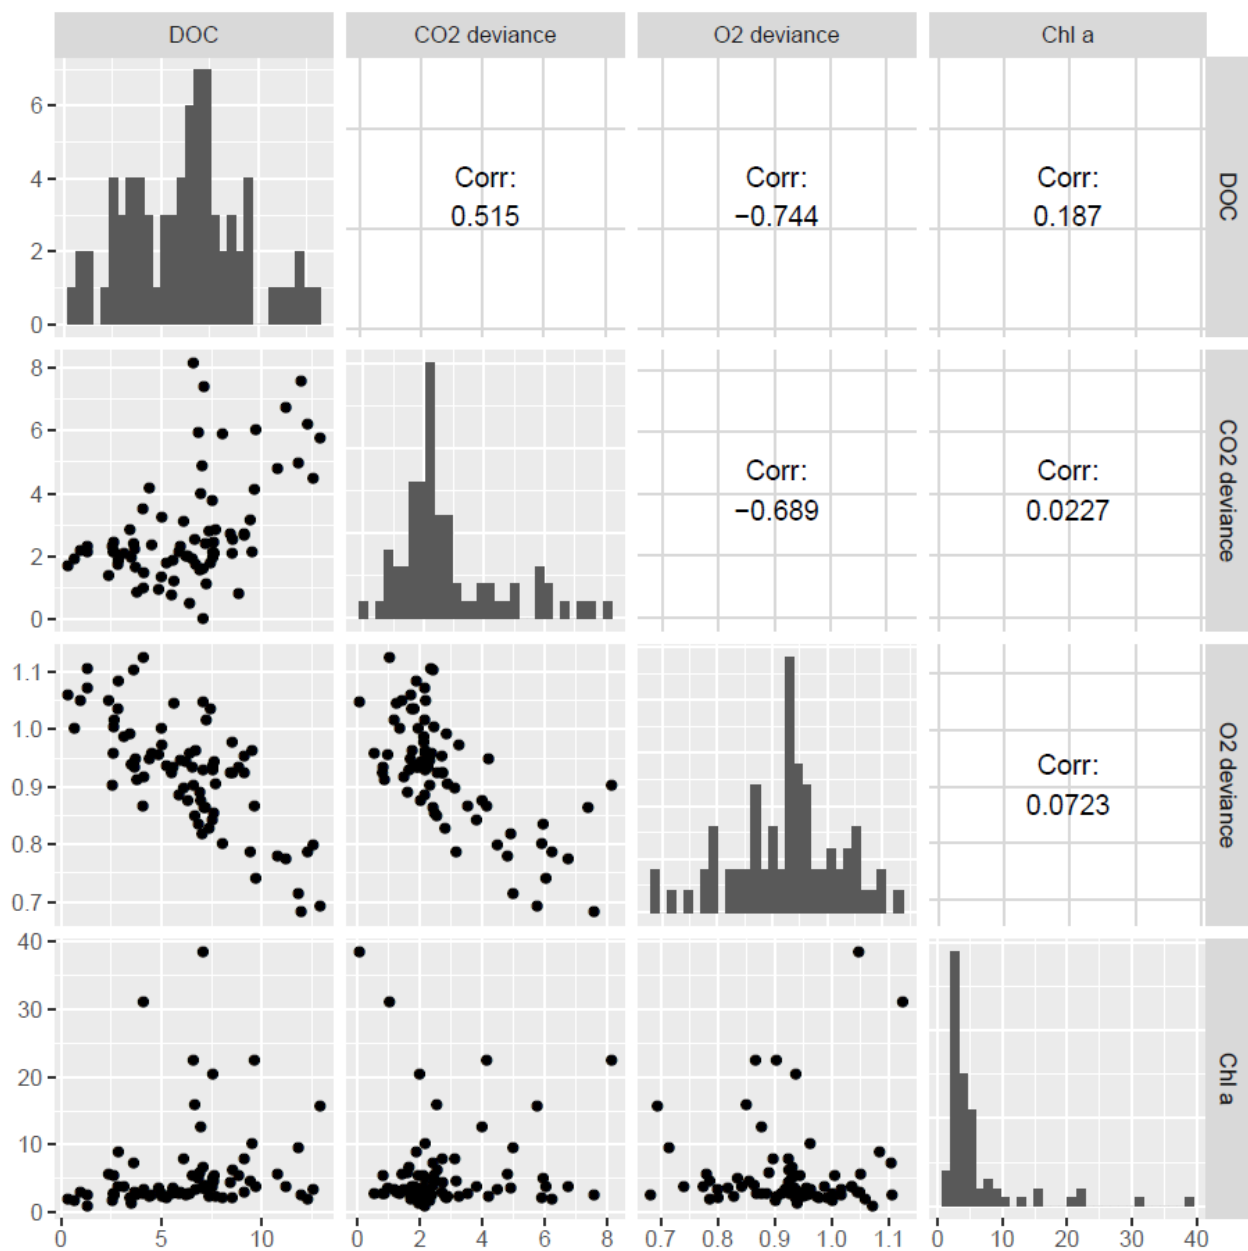 DOC CO2 deviance O2 deviance Chl a
6
4
2
0
Corr:
0.515
Corr:
−0.744
Corr:
0.187
DOC
8
6
4
2
0
Corr:
−0.689
Corr:
0.0227
CO2 deviance
1.1
1.0
0.9
0.8
0.7
Corr:
0.0723
O2 deviance
40
30
20
10
0
Chl a
0 5 10 0 2 4 6 8 0.7 0.8 0.9 1.0 1.1 0 10 20 30 40